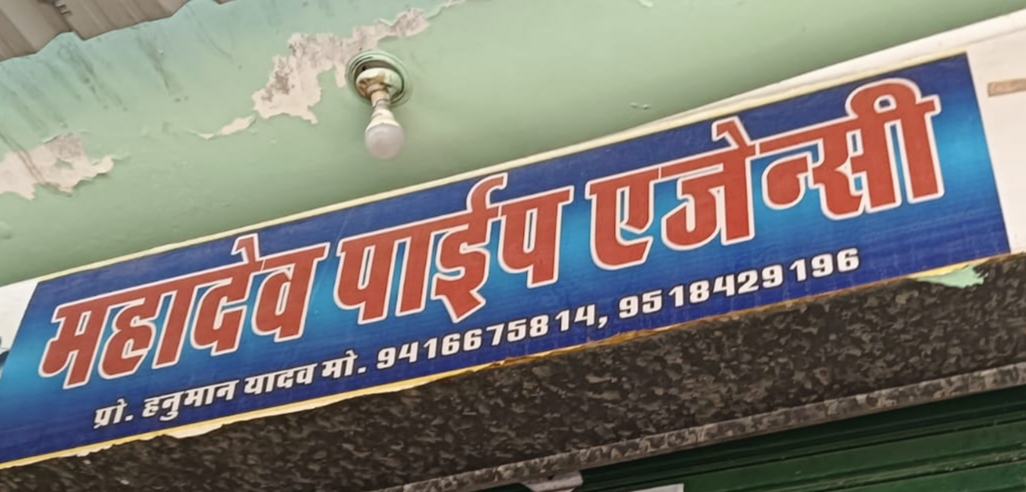 महादेव पाईप एजेन्सी
प्रो. हनुमान यादव मो. 9416675814, 9518429196